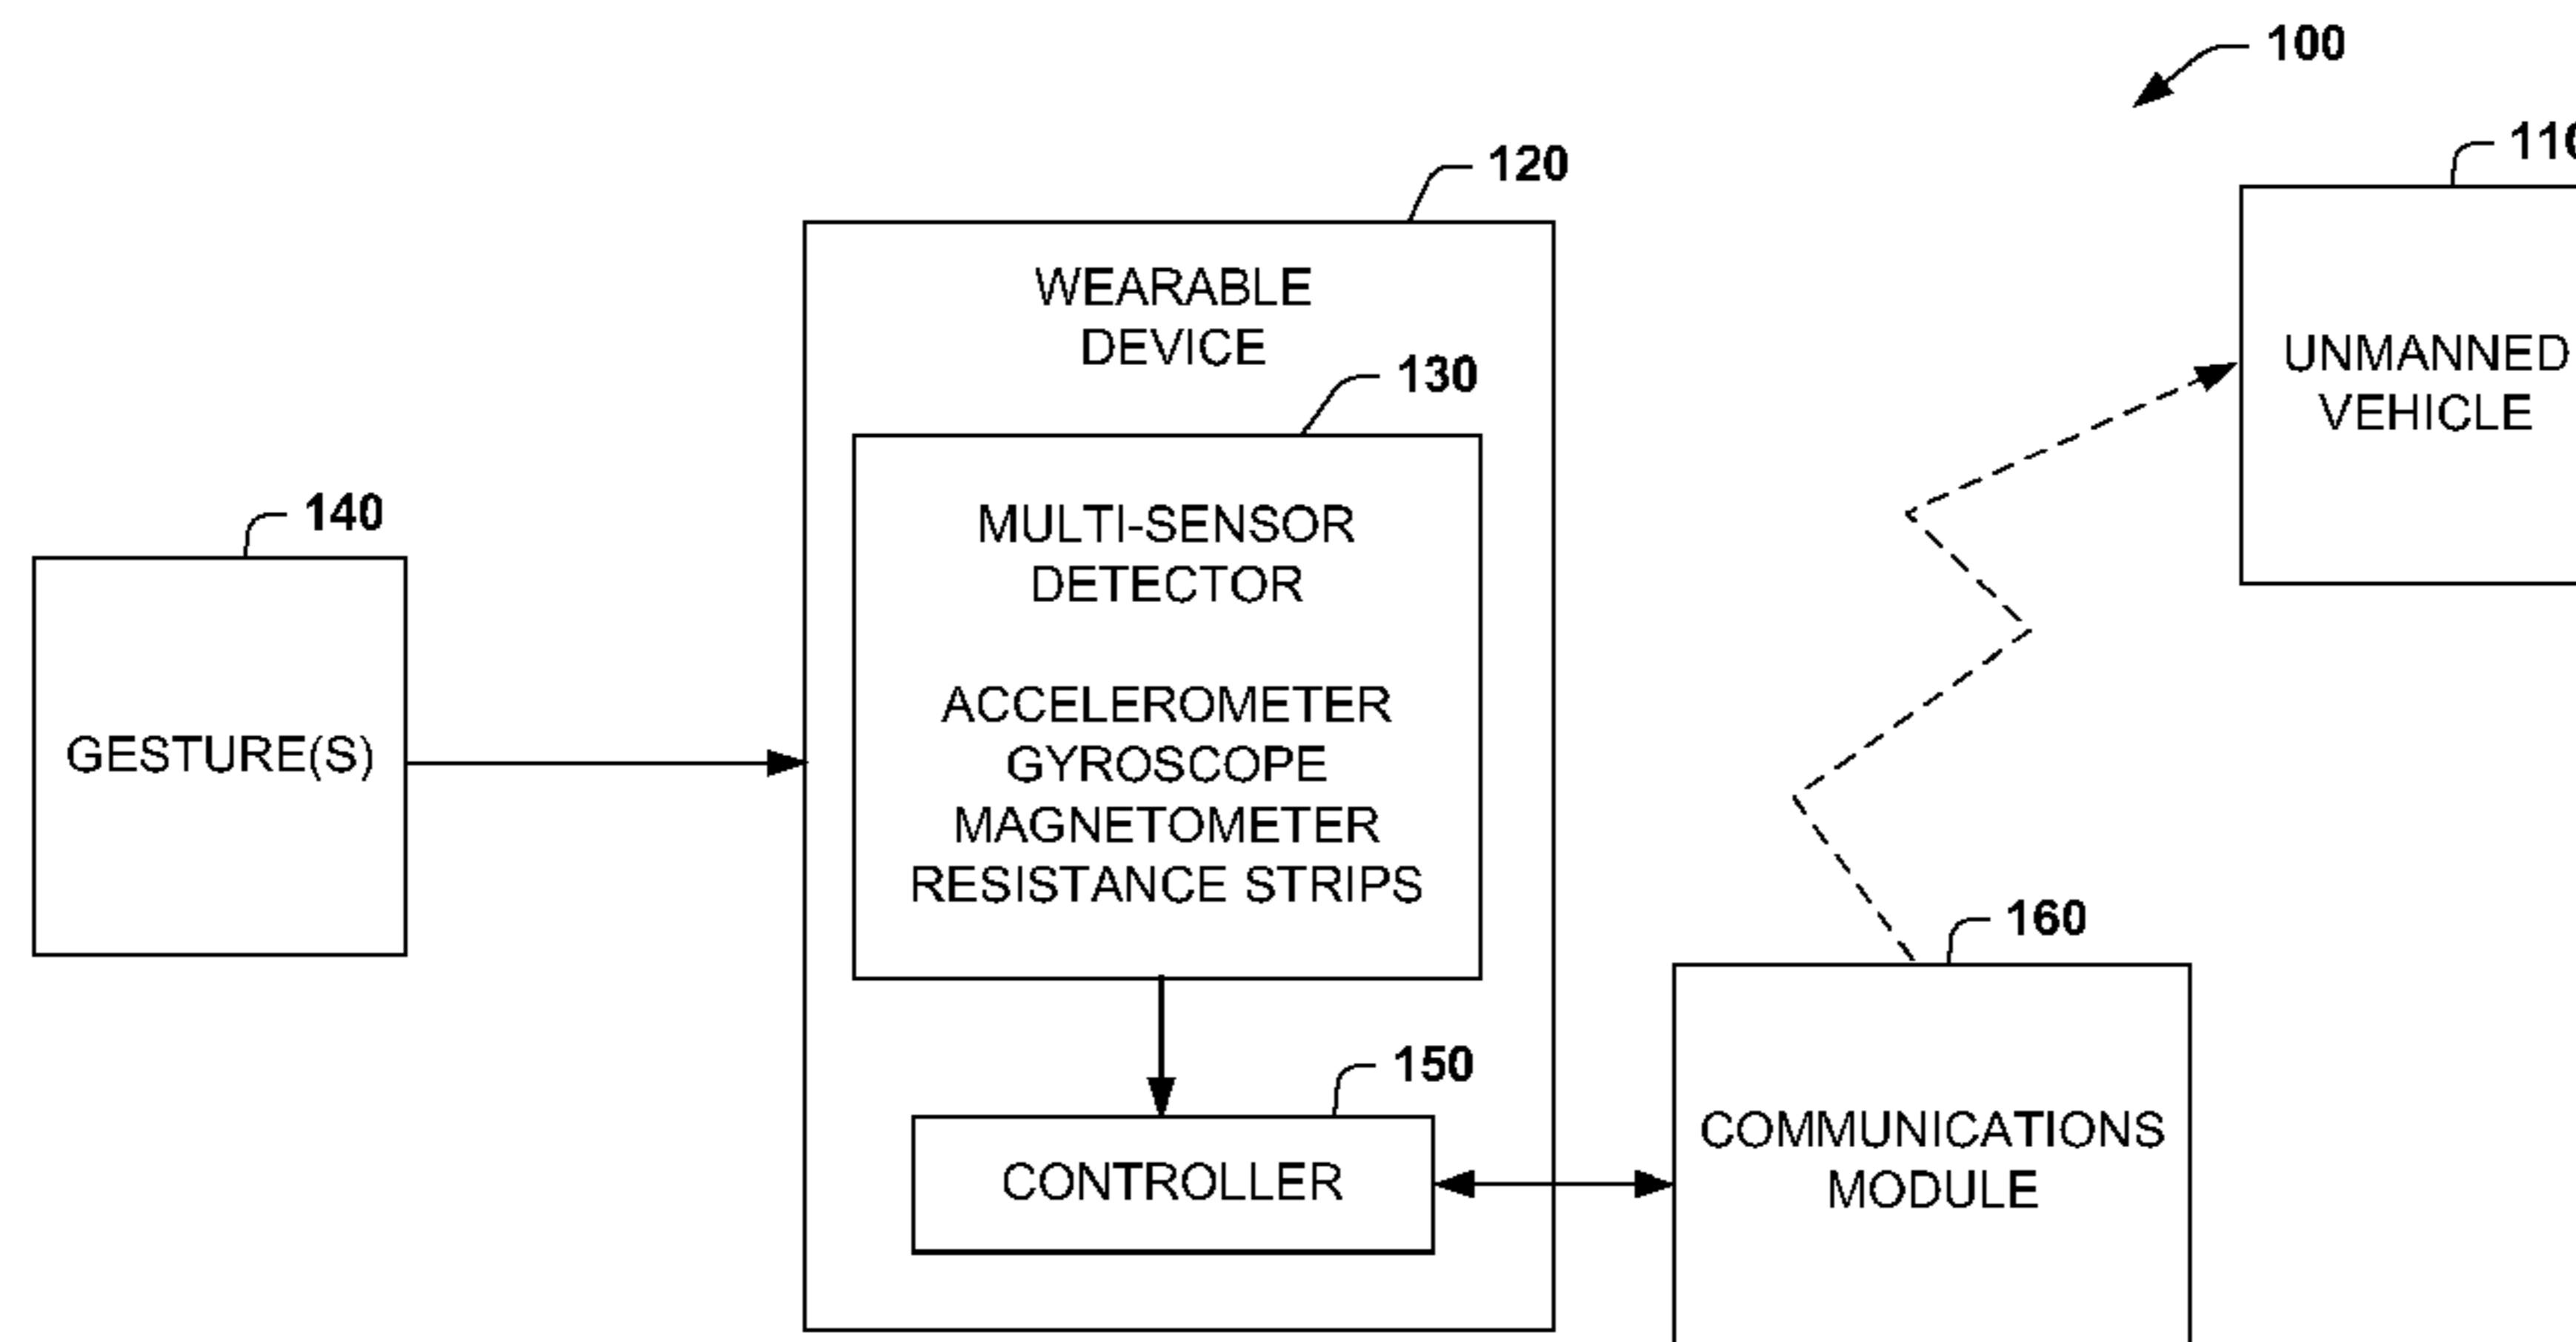 100
110
120
WEARABLE
DEVICE
130
UNMANNED
VEHICLE
MULTI-SENSOR
DETECTOR
140
ACCELEROMETER
GYROSCOPE
MAGNETOMETER
RESISTANCE STRIPS
GESTURE(S)
160
150
CONTROLLER
COMMUNICATIONS
MODULE